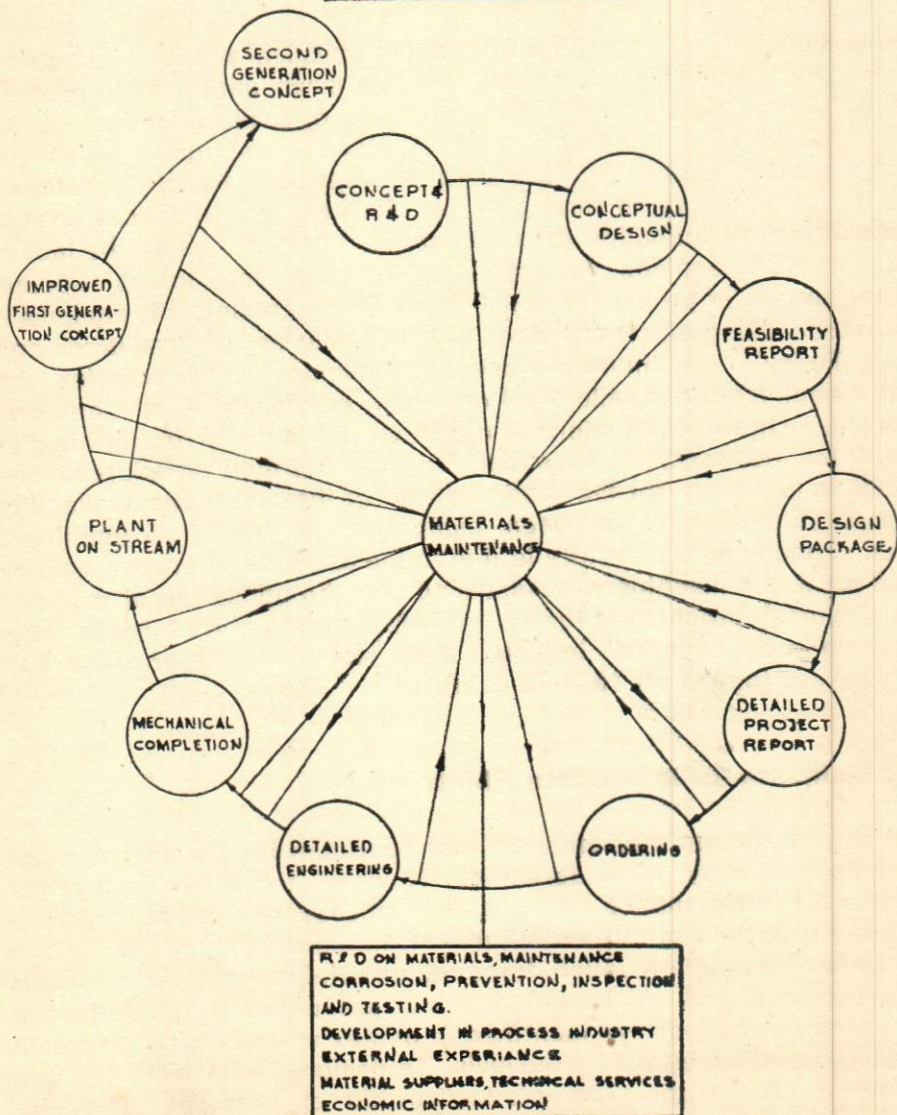 SECOND
GENERATION
CONCEPT
CONCEPT &
R & D
CONCEPTUAL
DESIGN
IMPROVED
FIRST GENERA-
TION CONCEPT
FEASIBILITY
REPORT
PLANT
ON STREAM
MATERIALS
MAINTENANCE
DESIGN
PACKAGE
MECHANICAL
COMPLETION
DETAILED
PROJECT
REPORT
DETAILED
ENGINEERING
ORDERING
R & D ON MATERIALS, MAINTENANCE
CORROSION, PREVENTION, INSPECTION
AND TESTING.
DEVELOPMENT IN PROCESS INDUSTRY
EXTERNAL EXPERIANCE
MATERIAL SUPPLIERS, TECHNICAL SERVICES
ECONOMIC INFORMATION